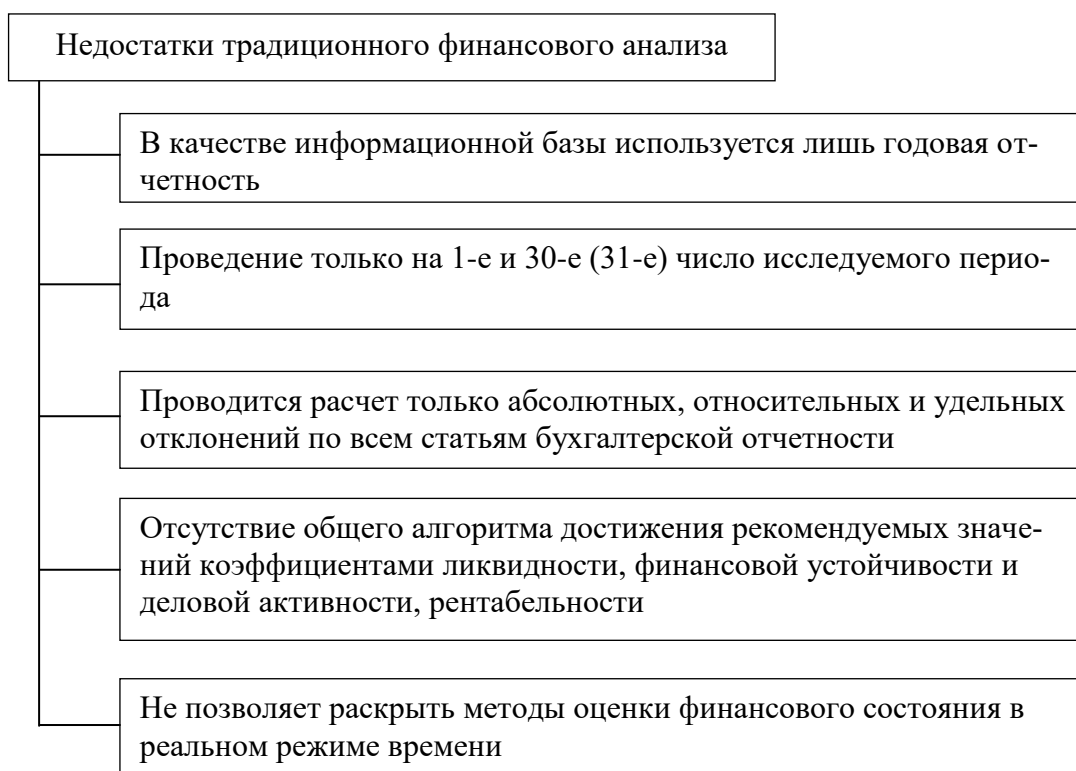 Недостатки традиционного финансового анализа
В качестве информационной базы используется лишь годовая от-
четность
Проведение только на 1-е и 30-е (31-е) число исследуемого перио-
да
Проводится расчет только абсолютных, относительных и удельных
отклонений по всем статьям бухгалтерской отчетности
Отсутствие общего алгоритма достижения рекомендуемых значе-
ний коэффициентами ликвидности, финансовой устойчивости и
деловой активности, рентабельности
Не позволяет раскрыть методы оценки финансового состояния в
реальном режиме времени